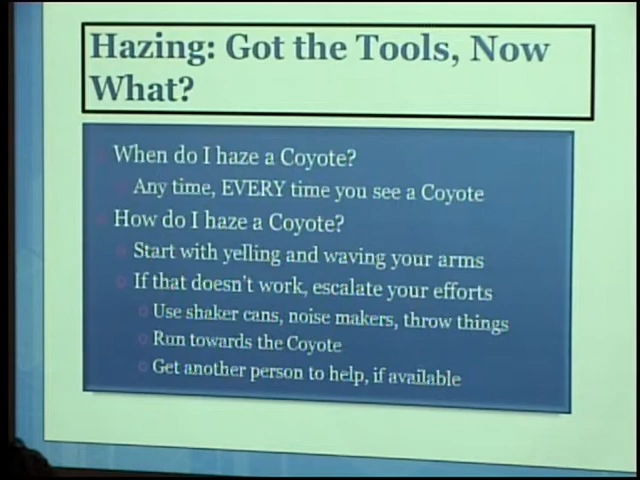 Hazing: Got the Tools, Now
What?
When do I haze a Coyote?
Any time, EVERY time you see a Coyote
How do I haze a Coyote?
Start with yelling and waving your arms
If that doesn't work, escalate your efforts
Use shaker cans, noise makers, throw things
Run towards the Coyote
Get another person to help, if available